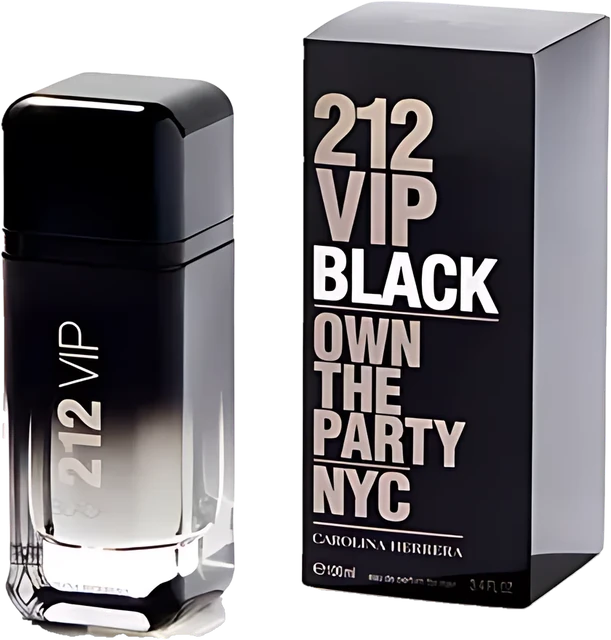 212 VIP
BLACK
212
VIP
BLACK
OWN
THE
PARTY
NYC
CAROLINA HERRERA
℮100 ml eau de parfum for men 3.4 FL OZ